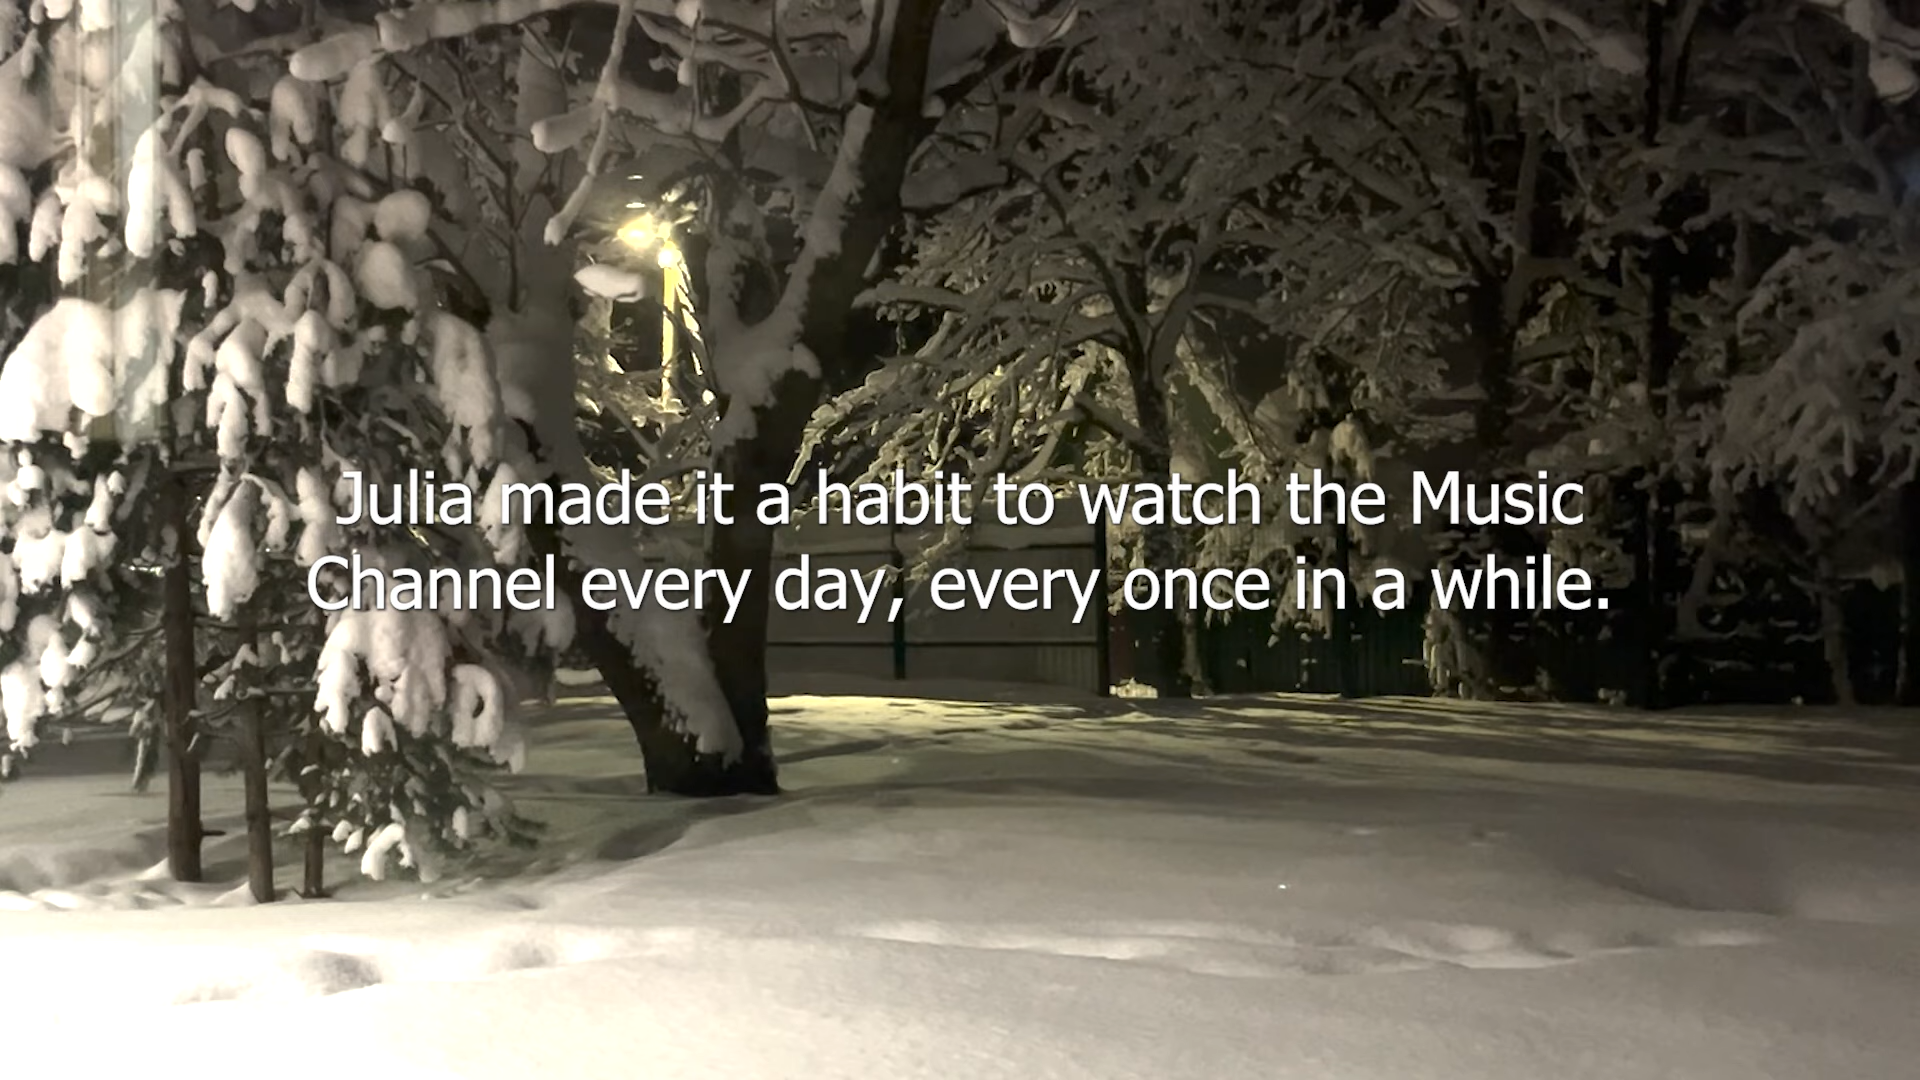 Julia made it a habit to watch the Music
Channel every day, every once in a while.